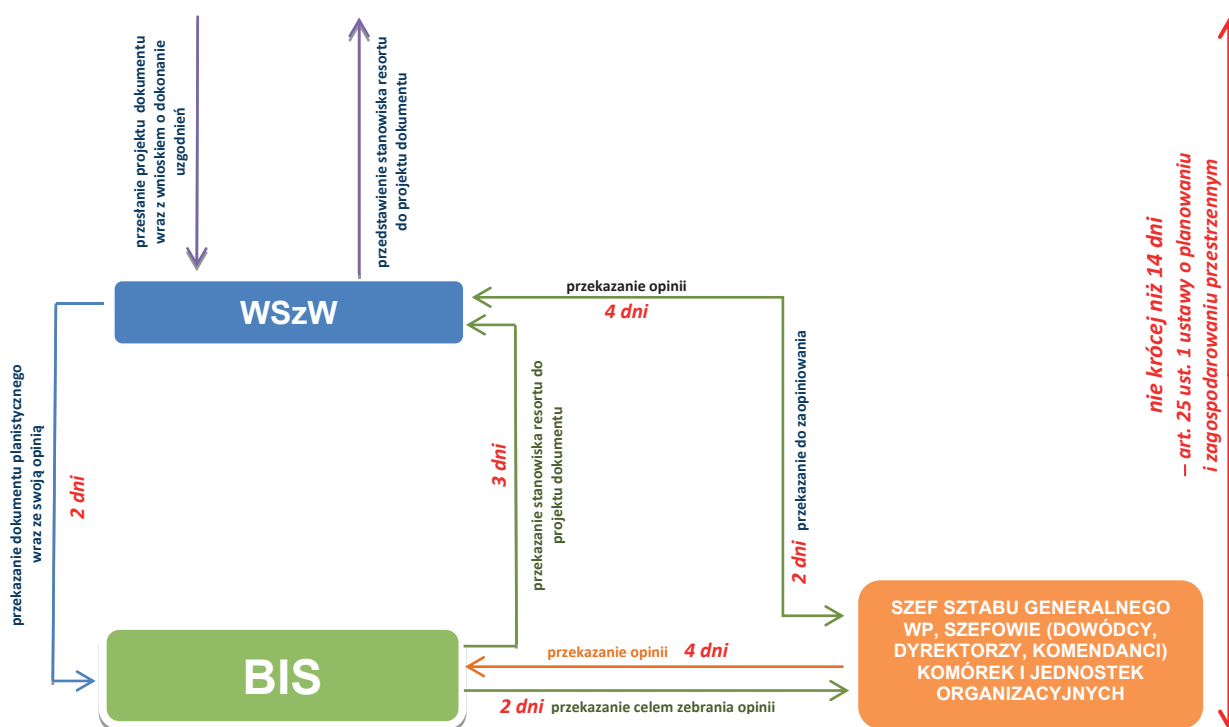 przesłanie projektu dokumentu
wraz z wnioskiem o dokonanie
uzgodnień
przedstawienie stanowiska resortu
do projektu dokumentu
WSzW
przekazanie opinii
4 dni
nie krócej niż 14 dni
— art. 25 ust. 1 ustawy o planowaniu
i zagospodarowaniu przestrzennym
przekazanie dokumentu planistycznego
wraz ze swoją opinią
2 dni
3 dni
przekazanie stanowiska resortu do
projektu dokumentu
2 dni przekazanie do zaopiniowania
BIS
przekazanie opinii 4 dni
2 dni przekazanie celem zebrania opinii
SZEF SZTABU GENERALNEGO
WP, SZEFOWIE (DOWÓDCY,
DYREKTORZY, KOMENDANCI)
KOMÓREK I JEDNOSTEK
ORGANIZACYJNYCH